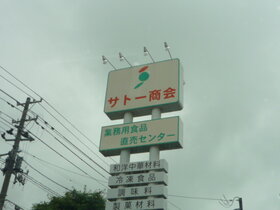 サトー商会
業務用食品
直売センター
和洋中華材料
冷凍食品
調味料
製菓材料